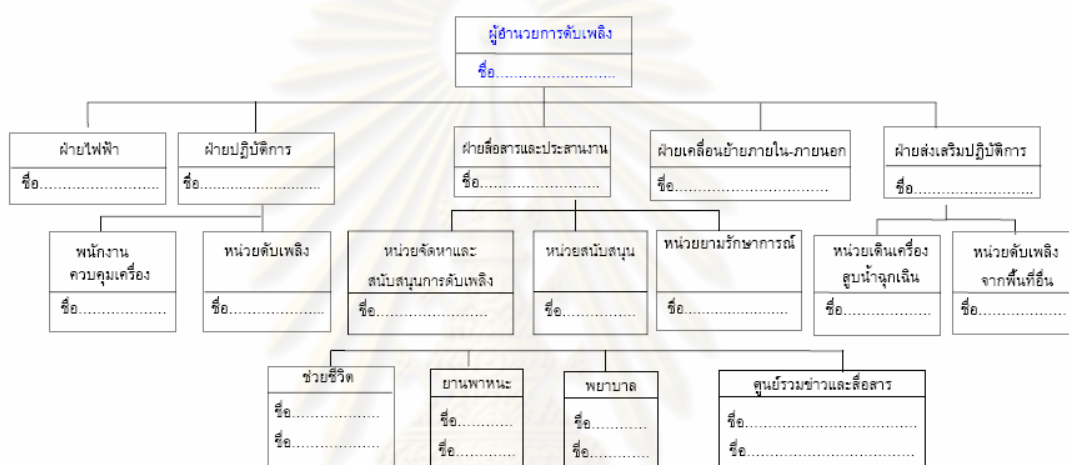 ผู้อำนวยการดับเพลิง
ชื่อ..........................
ฝ่ายไฟฟ้า
ชื่อ..........................
ฝ่ายปฏิบัติการ
ชื่อ..........................
ฝ่ายสื่อสารและประสานงาน
ชื่อ..........................
ฝ่ายเคลื่อนย้ายภายใน-ภายนอก
ชื่อ.................................
ฝ่ายส่งเสริมปฏิบัติการ
ชื่อ..........................
พนักงาน
ควบคุมเครื่อง
ชื่อ...................
หน่วยดับเพลิง
ชื่อ...................
หน่วยจัดหาและ
สนับสนุนการดับเพลิง
ชื่อ........................
หน่วยสนับสนุน
ชื่อ...................
หน่วยยามรักษาการณ์
ชื่อ.......................
หน่วยเดินเครื่อง
สูบน้ำฉุกเฉิน
ชื่อ..................
หน่วยดับเพลิง
จากพื้นที่อื่น
ชื่อ..................
ช่วยชีวิต
ชื่อ...................
ชื่อ...................
ยานพาหนะ
ชื่อ............
ชื่อ............
พยาบาล
ชื่อ............
ชื่อ............
ศูนย์รวมข่าวและสื่อสาร
ชื่อ..............................
ชื่อ..............................